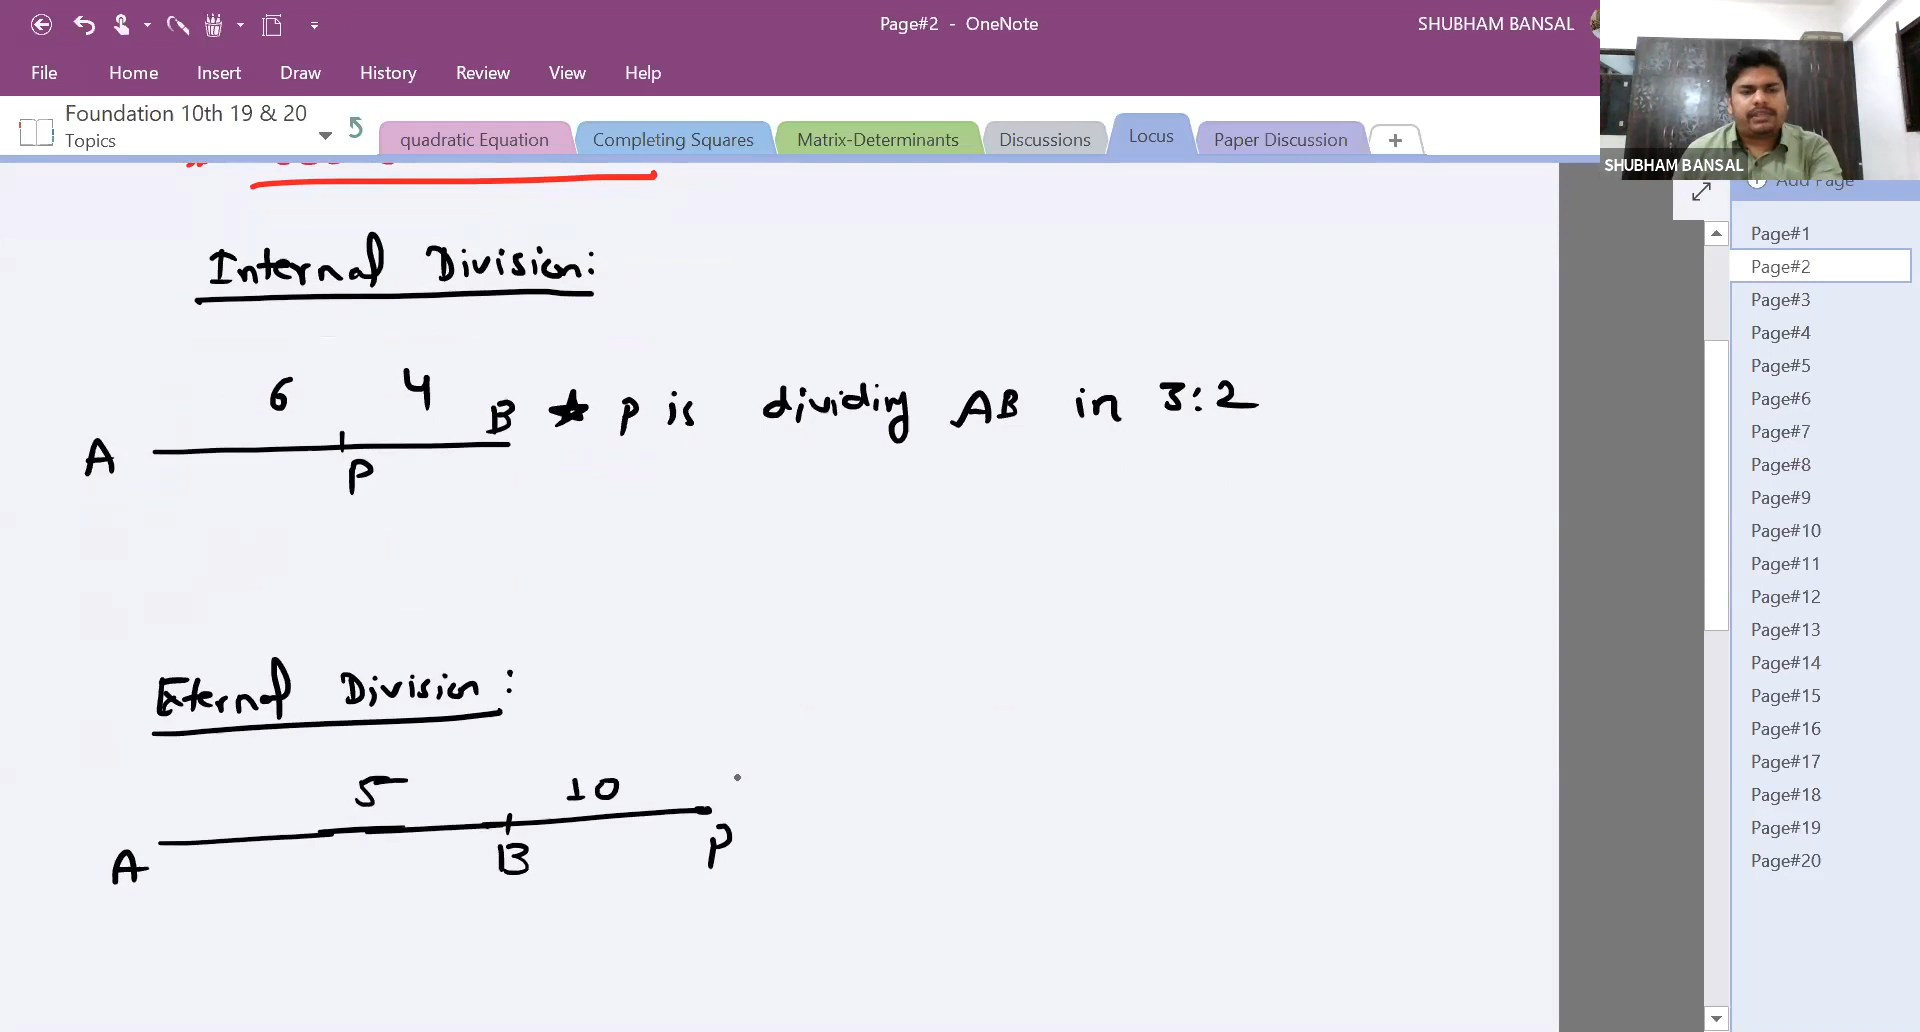 Page#2 - OneNote
SHUBHAM BANSAL
File Home Insert Draw History Review View Help
Foundation 10th 19 & 20
Topics
quadratic Equation
Completing Squares
Matrix-Determinants
Discussions
Locus
Paper Discussion
+
SHUBHAM BANSAL
Add Page
Page#1
Page#2
Page#3
Page#4
Page#5
Page#6
Page#7
Page#8
Page#9
Page#10
Page#11
Page#12
Page#13
Page#14
Page#15
Page#16
Page#17
Page#18
Page#19
Page#20
Internal Division:
6 4
A P B
* P is dividing AB in 3:2
External Division:
5 10
A B P